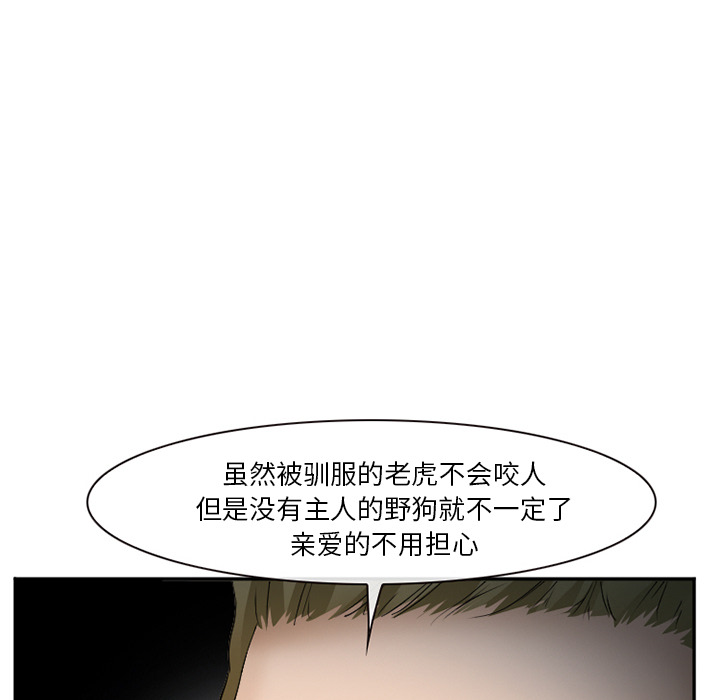 虽然被驯服的老虎不会咬人
但是没有主人的野狗就不一定了
亲爱的不用担心